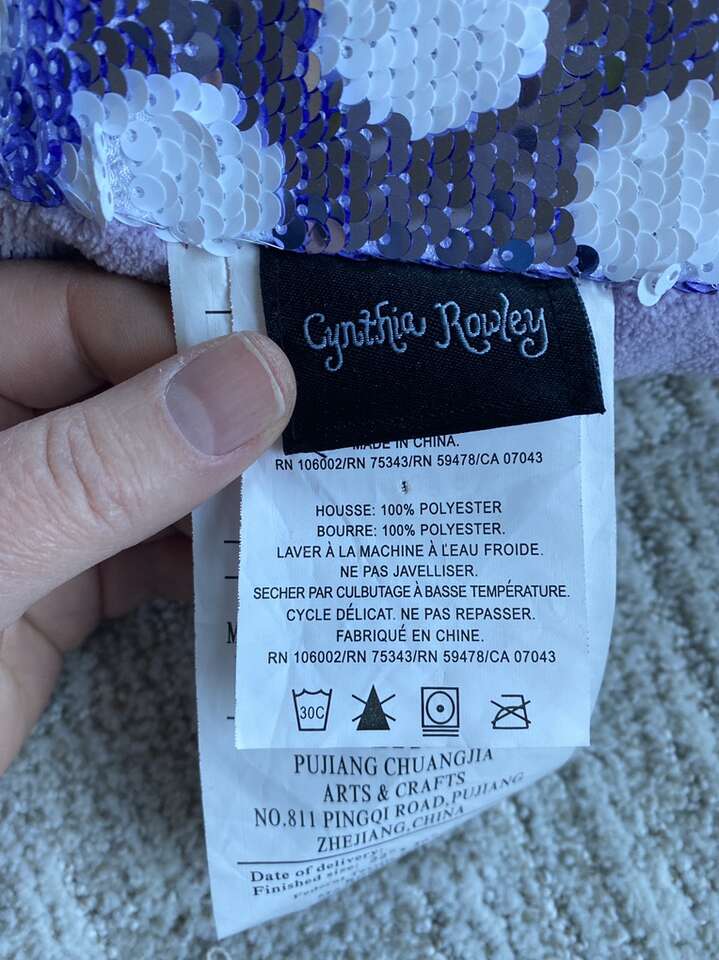 Cynthia Rowley
MADE IN CHINA.
RN 106002/RN 75343/RN 59478/CA 07043
HOUSSE: 100% POLYESTER
BOURRE: 100% POLYESTER.
LAVER À LA MACHINE À L'EAU FROIDE.
NE PAS JAVELLISER.
SECHER PAR CULBUTAGE À BASSE TEMPÉRATURE.
CYCLE DÉLICAT. NE PAS REPASSER.
FABRIQUÉ EN CHINE.
RN 106002/RN 75343/RN 59478/CA 07043
30C
PUJIANG CHUANGJIA
ARTS & CRAFTS
NO.811 PINGQI ROAD, PUJIANG
ZHEJIANG, CHINA
Date of delivery:
Finished size: